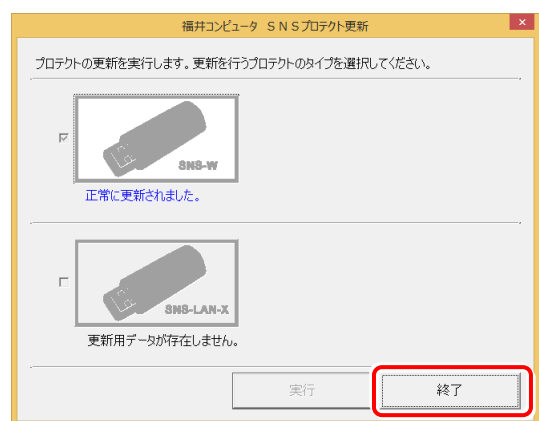 福井コンピュータ ＳＮＳプロテクト更新
プロテクトの更新を実行します。更新を行うプロテクトのタイプを選択してください。
SNS-W
正常に更新されました。
SNS-LAN-X
更新用データが存在しません。
実行
終了